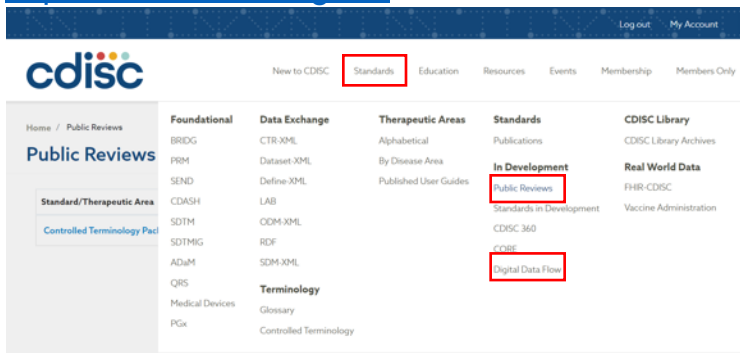 Log out My Account
cdisc
New to CDISC Standards Education Resources Events Membership Members Only
Home / Public Reviews
Public Reviews
Standard/Therapeutic Area
Controlled Terminology Pac
Foundational
BRIDG
PRM
SEND
CDASH
SDTM
SDTMIG
ADaM
QRS
Medical Devices
PGx
Data Exchange
CTR-XML
Dataset-XML
Define-XML
LAB
ODM-XML
RDF
SDM-XML
Terminology
Glossary
Controlled Terminology
Therapeutic Areas
Alphabetical
By Disease Area
Published User Guides
Standards
Publications
In Development
Public Reviews
Standards in Development
CDISC 360
CORE
Digital Data Flow
CDISC Library
CDISC Library Archives
Real World Data
FHIR-CDISC
Vaccine Administration